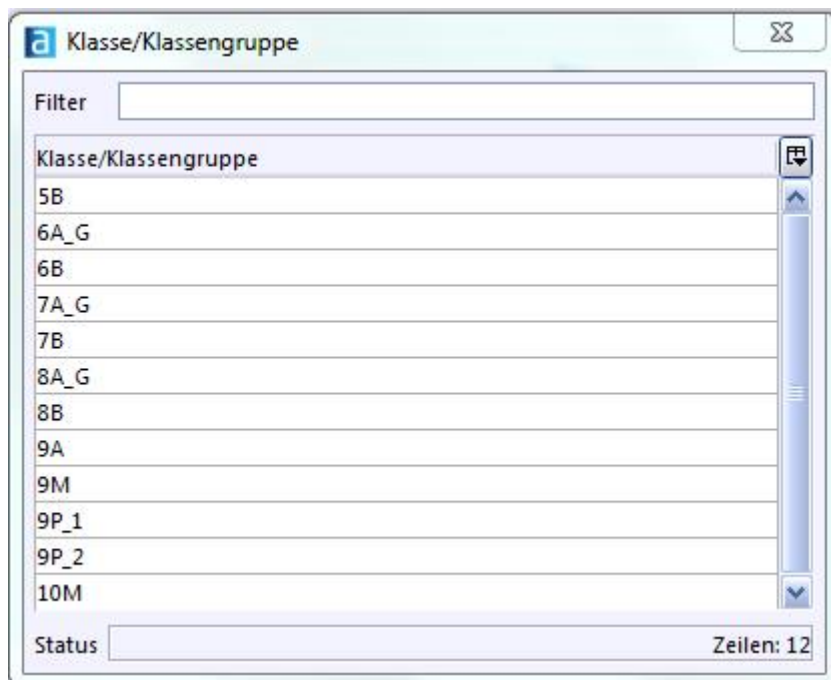 a Klasse/Klassengruppe
Filter
Klasse/Klassengruppe
5B
6A_G
6B
7A_G
7B
8A_G
8B
9A
9M
9P_1
9P_2
10M
Status Zeilen: 12